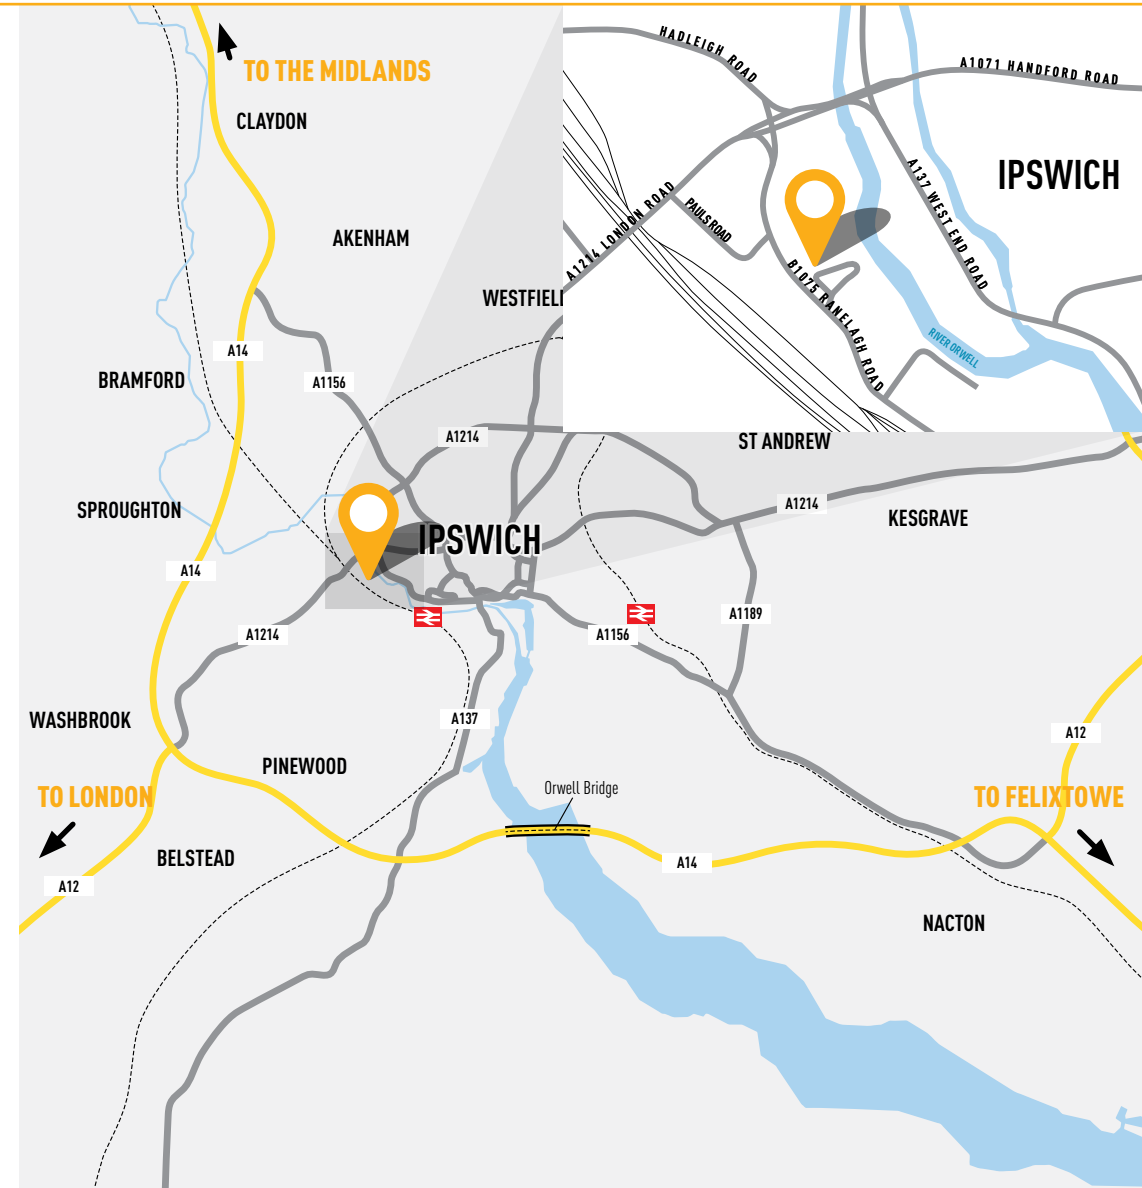 TO THE MIDLANDS
CLAYDON
AKENHAM
WESTFIEL
A14
A1156
BRAMFORD
A1214
HADLEIGH ROAD
A1071 HANDFORD ROAD
IPSWICH
A137 WEST END ROAD
A1214 LONDON ROAD
PAULS ROAD
B1075 RANELAGH ROAD
RIVER ORWELL
ST ANDREW
A1214
KESGRAVE
SPROUGHTON
IPSWICH
A14
A1214
A1156
A1189
WASHBROOK
A137
A12
PINEWOOD
TO LONDON
Orwell Bridge
TO FELIXTOWE
BELSTEAD
A14
A12
NACTON